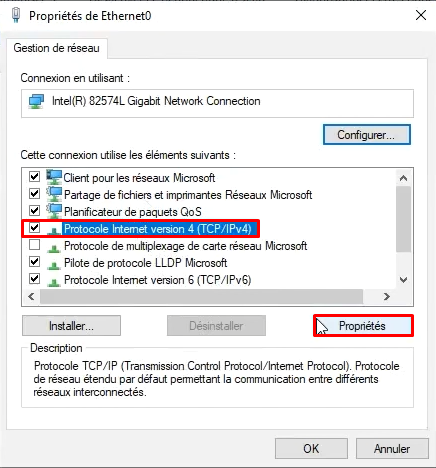 Propriétés de Ethernet0
Gestion de réseau
Connexion en utilisant :
Intel(R) 82574L Gigabit Network Connection
Configurer...
Cette connexion utilise les éléments suivants :
Client pour les réseaux Microsoft
Partage de fichiers et imprimantes Réseaux Microsoft
Planificateur de paquets QoS
Protocole Internet version 4 (TCP/IPv4)
Protocole de multiplexage de carte réseau Microsoft
Pilote de protocole LLDP Microsoft
Protocole Internet version 6 (TCP/IPv6)
Installer...
Désinstaller
Propriétés
Description
Protocole TCP/IP (Transmission Control Protocol/Internet Protocol). Protocole
de réseau étendu par défaut permettant la communication entre différents
réseaux interconnectés.
OK
Annuler